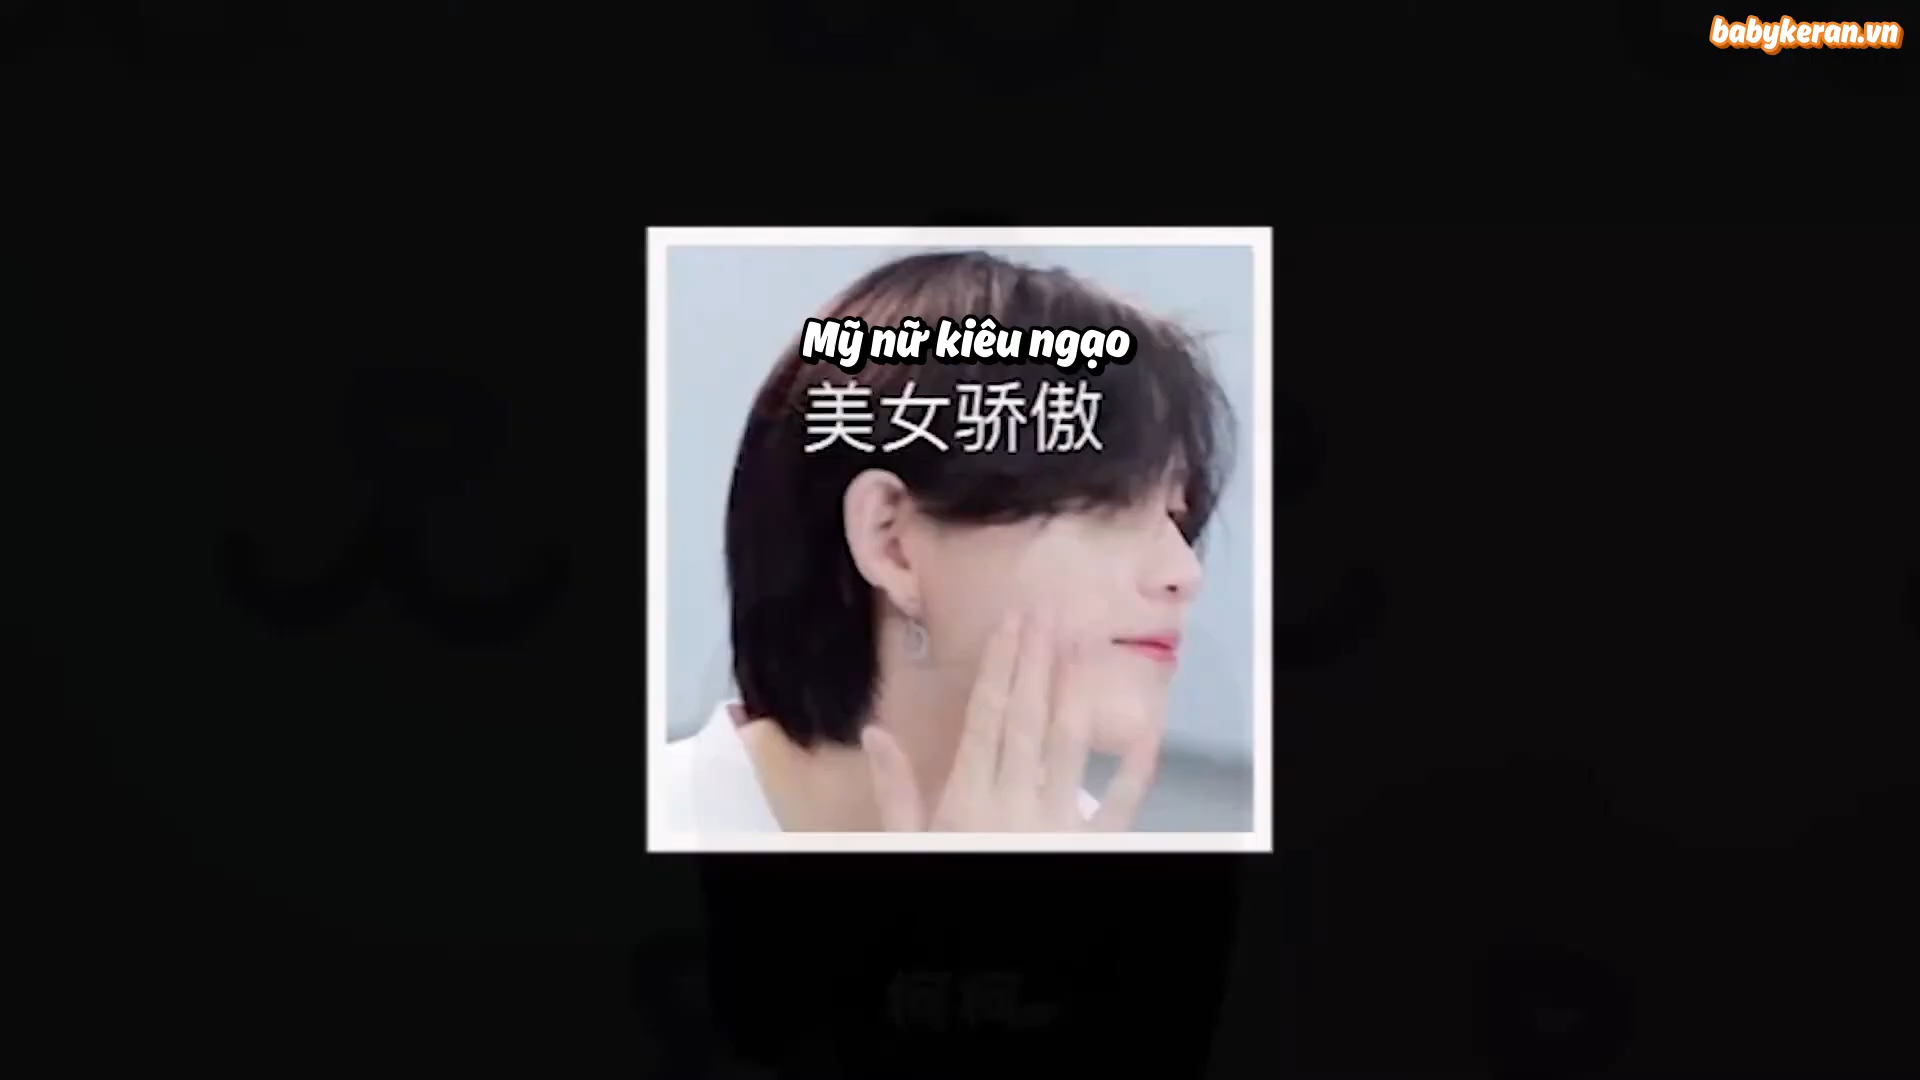 babykeran.vn
Mỹ nữ kiêu ngạo
美女骄傲